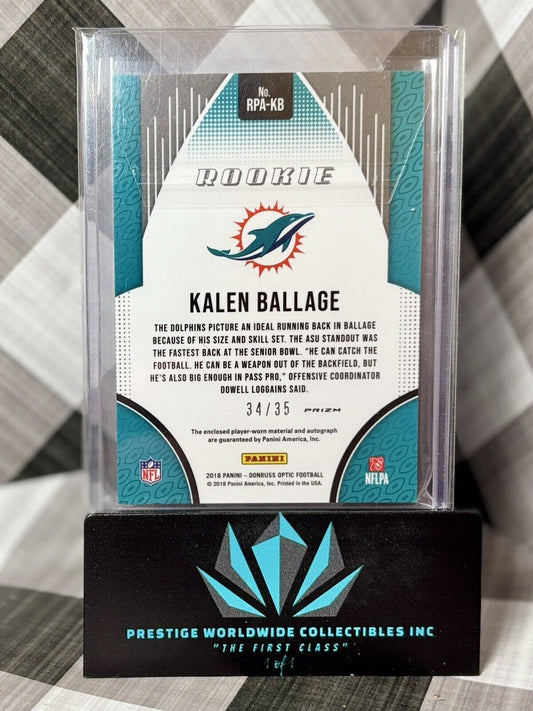 No.
RPA-KB
ROOKIE
KALEN BALLAGE
THE DOLPHINS PICTURE AN IDEAL RUNNING BACK IN BALLAGE
BECAUSE OF HIS SIZE AND SKILL SET. THE ASU STANDOUT WAS
THE FASTEST BACK AT THE SENIOR BOWL. "HE CAN CATCH THE
FOOTBALL. HE CAN BE A WEAPON OUT OF THE BACKFIELD, BUT
HE'S ALSO BIG ENOUGH IN PASS PRO," OFFENSIVE COORDINATOR
DOWELL LOGGAINS SAID.
34/35 PRIZM
The enclosed player-worn material and autograph
are guaranteed by Panini America, Inc.
PANINI
NFL
2018 PANINI – DONRUSS OPTIC FOOTBALL
© 2018 Panini America, Inc. Printed in the USA.
NFLPA
PRESTIGE WORLDWIDE COLLECTIBLES INC
"THE FIRST CLASS"
1 of 1